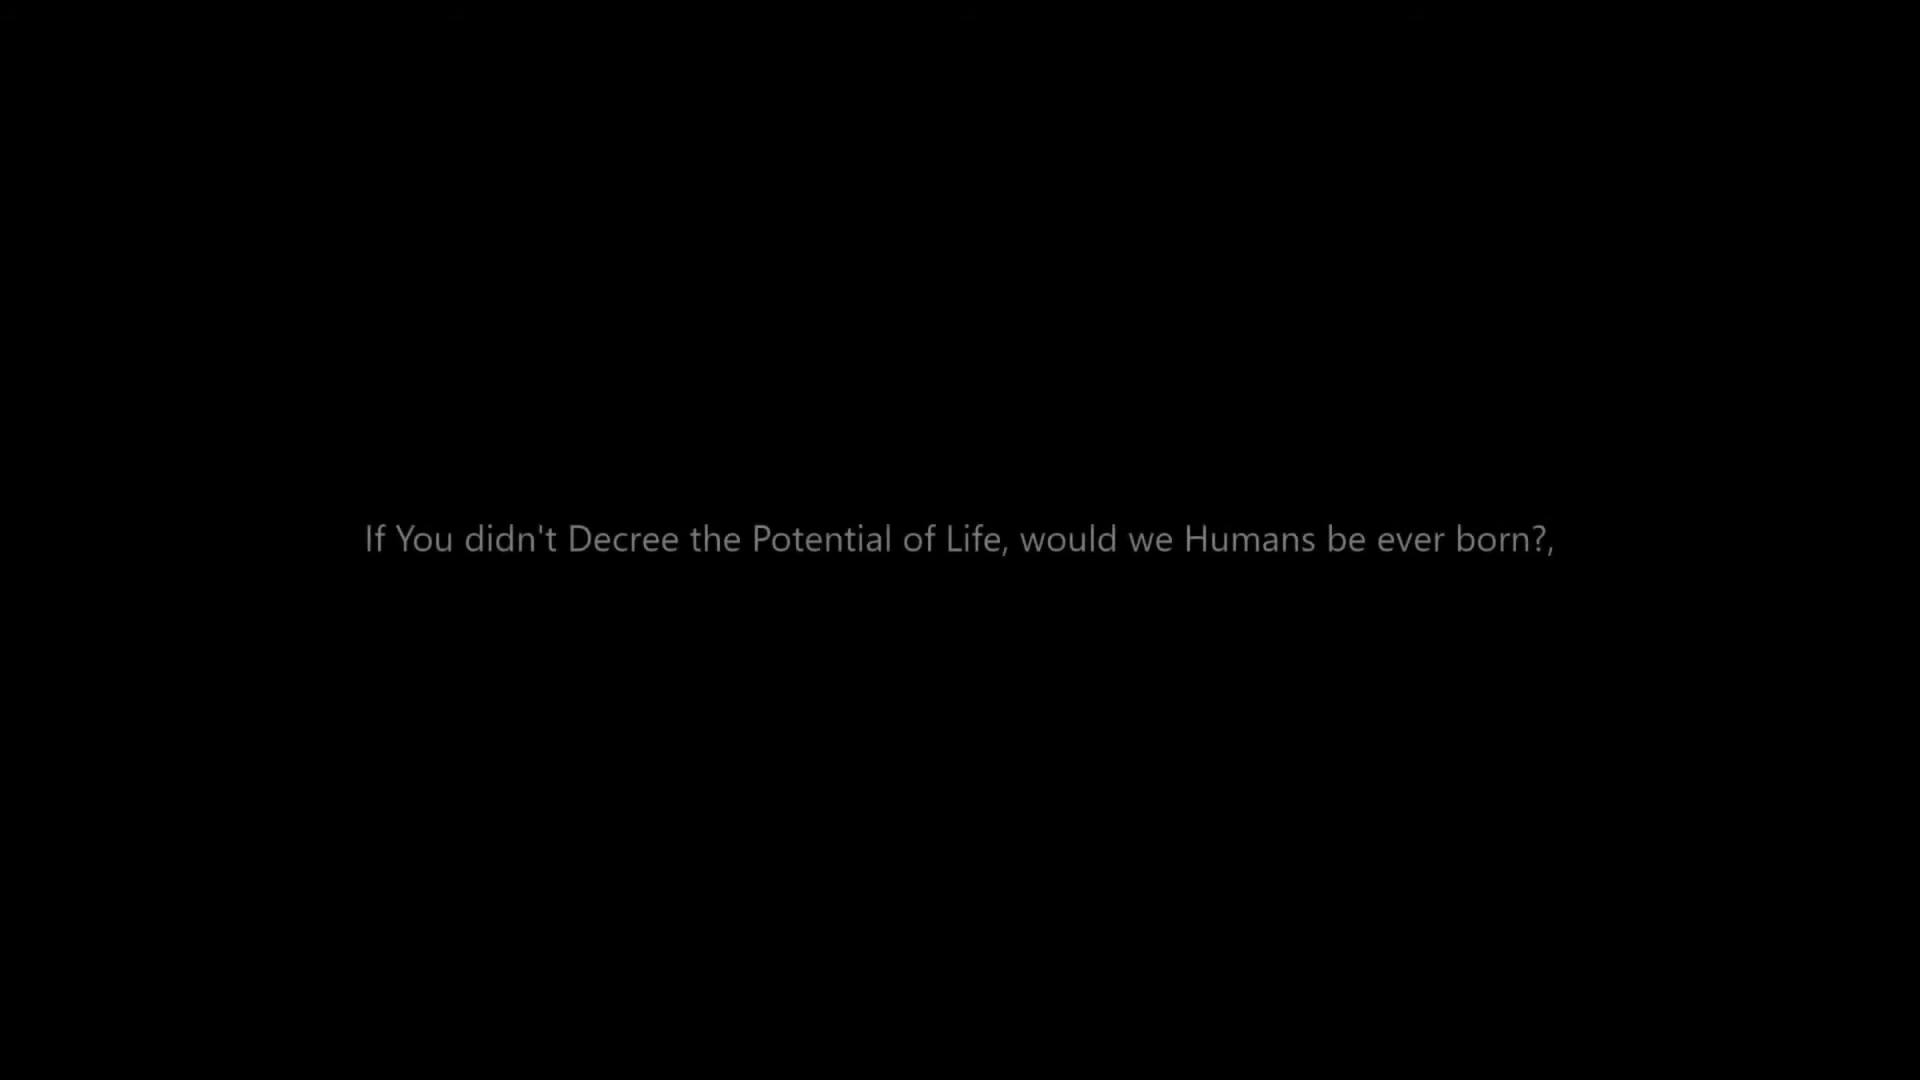 If You didn't Decree the Potential of Life, would we Humans be ever born?,